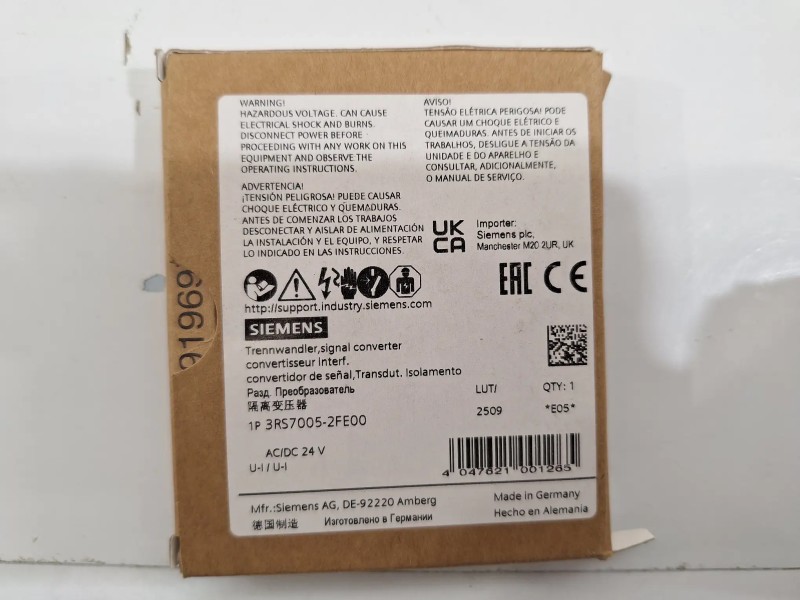 WARNING!
HAZARDOUS VOLTAGE. CAN CAUSE
ELECTRICAL SHOCK AND BURNS.
DISCONNECT POWER BEFORE
PROCEEDING WITH ANY WORK ON THIS
EQUIPMENT AND OBSERVE THE
OPERATING INSTRUCTIONS.
AVISO!
TENSÃO ELÉTRICA PERIGOSA! PODE
CAUSAR UM CHOQUE ELÉTRICO E
QUEIMADURAS. ANTES DE INICIAR OS
TRABALHOS, DESLIGUE A TENSÃO DA
UNIDADE E DO APARELHO E
CONSULTAR, ADICIONALMENTE,
O MANUAL DE SERVIÇO.
ADVERTENCIA!
¡TENSIÓN PELIGROSA! PUEDE CAUSAR
CHOQUE ELÉCTRICO Y QUEMADURAS.
ANTES DE COMENZAR LOS TRABAJOS
DESCONECTAR Y AISLAR DE ALIMENTACIÓN
LA INSTALACIÓN Y EL EQUIPO, Y RESPETAR
LO INDICADO EN LAS INSTRUCCIONES.
UK
CA
Importer:
Siemens plc,
Manchester M20 2UR, UK
EAC CE
http://support.industry.siemens.com
SIEMENS
Trennwandler,signal converter
convertisseur interf.
convertidor de señal,Transdut. Isolamento
Разд. Преобразователь
隔离变压器
1P 3RS7005-2FE00
LUT/
2509
QTY: 1
*E05*
AC/DC 24 V
U-I / U-I
4 047621 001265
Mfr.:Siemens AG, DE-92220 Amberg
德国制造 Изготовлено в Германии
Made in Germany
Hecho en Alemania
91969